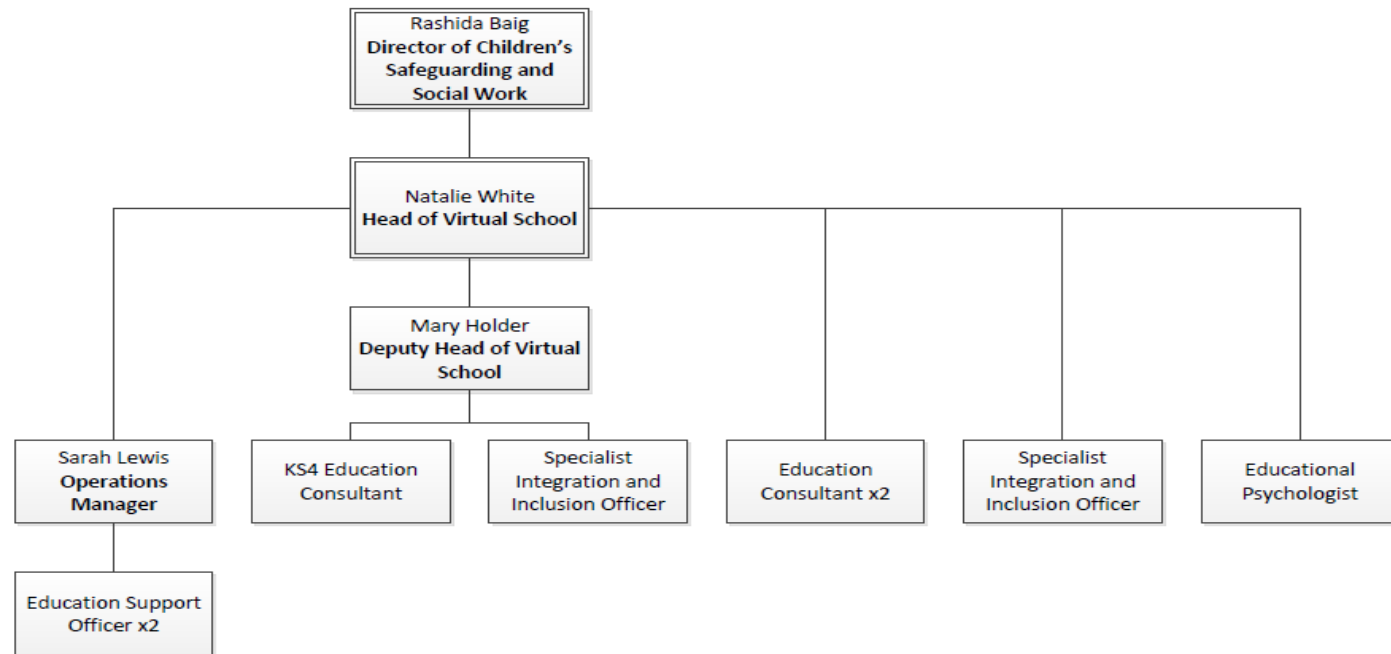 Rashida Baig
Director of Children’s
Safeguarding and
Social Work
Natalie White
Head of Virtual School
Mary Holder
Deputy Head of Virtual
School
Sarah Lewis
Operations
Manager
KS4 Education
Consultant
Specialist
Integration and
Inclusion Officer
Education
Consultant x2
Specialist
Integration and
Inclusion Officer
Educational
Psychologist
Education Support
Officer x2